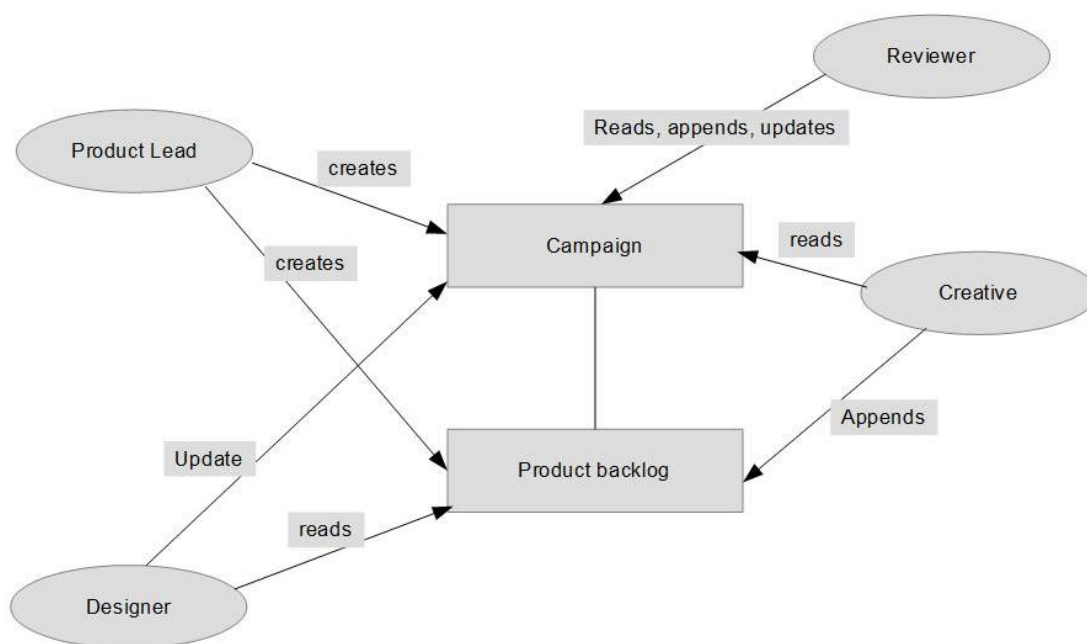 Reviewer
Reads, appends, updates
Product Lead
creates
Campaign
reads
creates
Creative
Appends
Update
Product backlog
reads
Designer